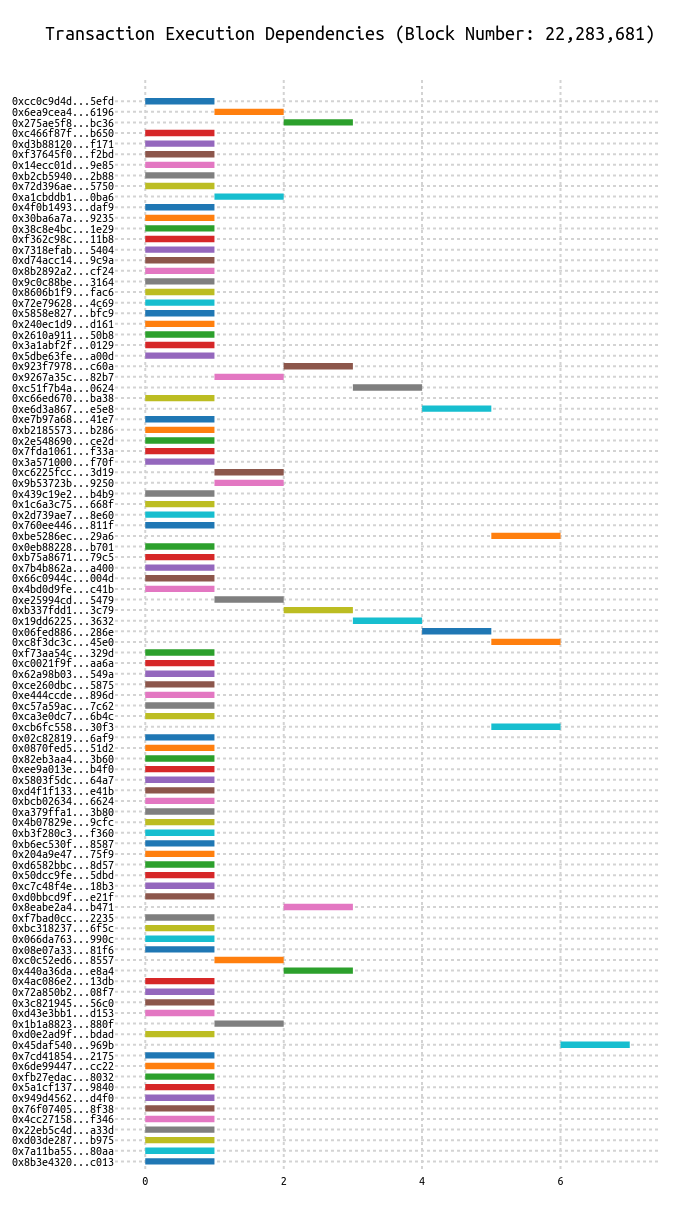 Transaction Execution Dependencies (Block Number: 22,283,681)
0xcc0c9d4d...5efd
0x6ea9cea4...6196
0x275ae5f8...bc36
0xc466f87f...b650
0xd3b88120...f171
0xf37645f0...f2bd
0x14ecc01d...9e85
0xb2cb5940...2b88
0x72d396ae...5750
0xa1cbddb1...0ba6
0x4f0b1493...daf9
0x30ba6a7a...9235
0x38c8e4bc...1e29
0xf362c98c...11b8
0x7318efab...5404
0xd74acc14...9c9a
0x8b2892a2...cf24
0x9c0c88be...3164
0x8606b1f9...fac6
0x72e79628...4c69
0x5858e827...bfc9
0x240ec1d9...d161
0x2610a911...50b8
0x3a1abf2f...0129
0x5dbe63fe...a00d
0x923f7978...c60a
0x9267a35c...82b7
0xc51f7b4a...0624
0xc66ed670...ba38
0xe6d3a867...e5e8
0xe7b97a68...41e7
0xb2185573...b286
0x2e548690...ce2d
0x7fda1061...f33a
0x3a571000...f70f
0xc6225fcc...3d19
0x9b53723b...9250
0x439c19e2...b4b9
0x1c6a3c75...668f
0x2d739ae7...8e60
0x760ee446...811f
0xbe5286ec...29a6
0x0eb88228...b701
0xb75a8671...79c5
0x7b4b862a...a400
0x66c0944c...004d
0x4bd0d9fe...c41b
0xe25994cd...5479
0xb337fdd1...3c79
0x19dd6225...3632
0x06fed886...286e
0xc8f3dc3c...45e0
0xf73aa54c...329d
0xc0021f9f...aa6a
0x62a98b03...549a
0xce260dbc...5875
0xe444ccde...896d
0xc57a59ac...7c62
0xca3e0dc7...6b4c
0xcb6fc558...30f3
0x02c82819...6af9
0x0870fed5...51d2
0x82eb3aa4...3b60
0xee9a013e...b4f0
0x5803f5dc...64a7
0xd4f1f133...e41b
0xbcb02634...6624
0xa379ffa1...3b80
0x4b07829e...9cfc
0xb3f280c3...f360
0xb6ec530f...8587
0x204a9e47...75f9
0xd6582bbc...8d57
0x50dcc9fe...5dbd
0xc7c48f4e...18b3
0xd0bbcd9f...e21f
0x8eabe2a4...b471
0xf7bad0cc...2235
0xbc318237...6f5c
0x066da763...990c
0x08e07a33...81f6
0xc0c52ed6...8557
0x440a36da...e8a4
0x4ac086e2...13db
0x72a850b2...08f7
0x3c821945...56c0
0xd43e3bb1...d153
0x1b1a8823...880f
0xd0e2ad9f...bdad
0x45daf540...969b
0x7cd41854...2175
0x6de99447...cc22
0xfb27edac...8032
0x5a1cf137...9840
0x949d4562...d4f0
0x76f07405...8f38
0x4cc27158...f346
0x22eb5c4d...a33d
0xd03de287...b975
0x7a11ba55...80aa
0x8b3e4320...c013
0 2 4 6